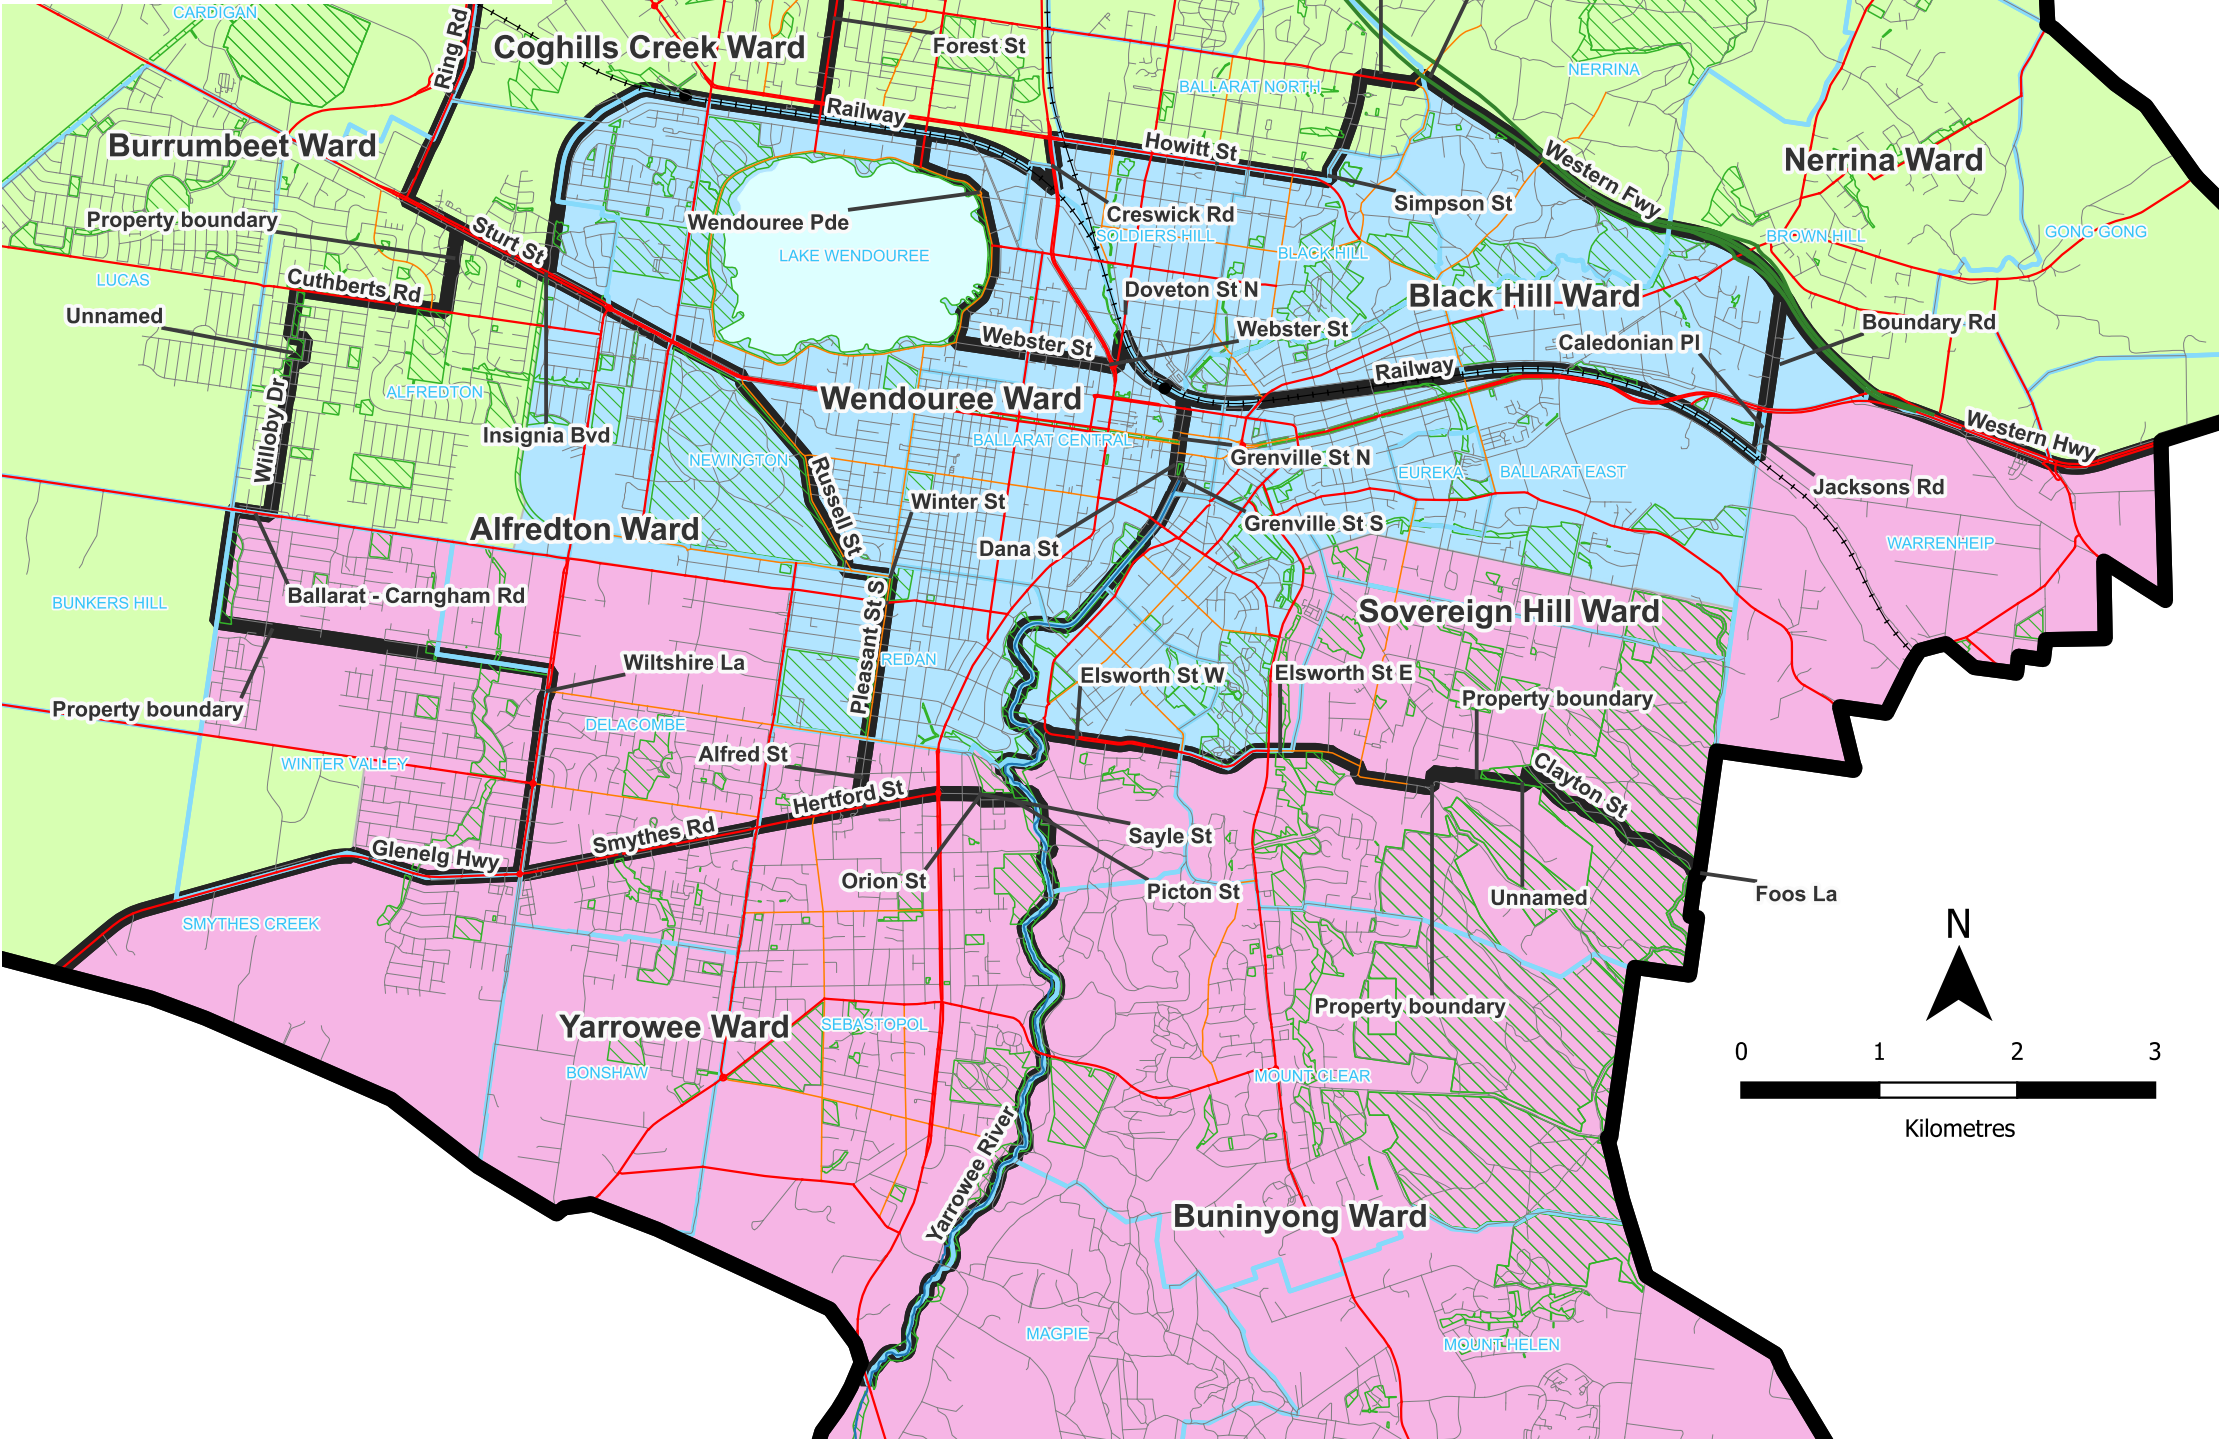 CARDIGAN
Ring Rd
Coghills Creek Ward
Forest St
BALLARAT NORTH
NERRINA
Burrumbeet Ward
Railway
Howitt St
Western Fwy
Nerrina Ward
Property boundary
Sturt St
Wendouree Pde
Creswick Rd
Simpson St
SOLDIERS HILL
BROWN HILL
GONG GONG
LAKE WENDOUREE
BLACK HILL
LUCAS
Cuthberts Rd
Doveton St N
Black Hill Ward
Unnamed
Webster St
Webster St
Caledonian Pl
Boundary Rd
Railway
ALFREDTON
Willoby Dr
Wendouree Ward
Insignia Bvd
BALLARAT CENTRAL
Western Hwy
NEWINGTON
Grenville St N
EUREKA
BALLARAT EAST
Russell St
Winter St
Jacksons Rd
Alfredton Ward
Grenville St S
Dana St
WARRENHEIP
BUNKERS HILL
Ballarat - Carngham Rd
Pleasant St S
Sovereign Hill Ward
Wiltshire La
REDAN
Elsworth St W
Elsworth St E
Property boundary
Property boundary
DELACOMBE
Alfred St
WINTER VALLEY
Clayton St
Hertford St
Smythes Rd
Sayle St
Glenelg Hwy
Orion St
Picton St
Unnamed
Foos La
SMYTHES CREEK
N
Property boundary
Yarrowee Ward
SEBASTOPOL
0 1 2 3
BONSHAW
MOUNT CLEAR
Kilometres
Yarrowee River
Buninyong Ward
MAGPIE
MOUNT HELEN